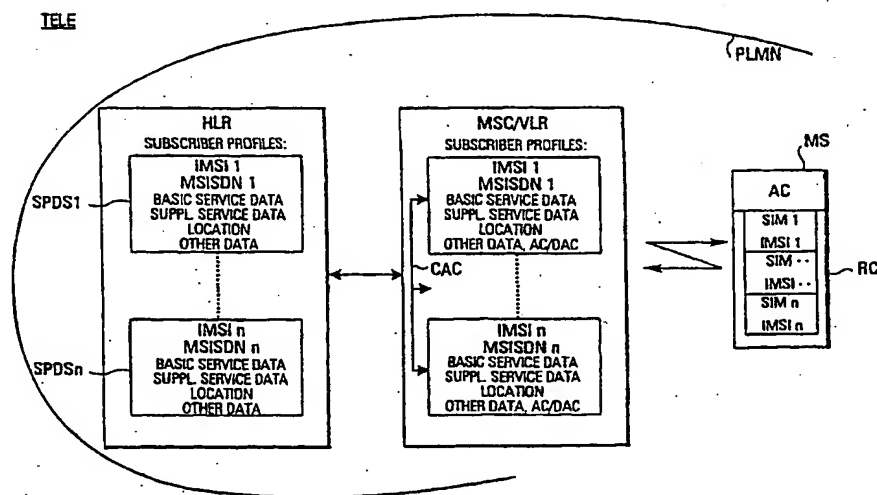 TELE
PLMN
HLR
SUBSCRIBER PROFILES:
IMSI 1
MSISDN 1
BASIC SERVICE DATA
SUPPL. SERVICE DATA
LOCATION
OTHER DATA
SPDS1
IMSI n
MSISDN n
BASIC SERVICE DATA
SUPPL. SERVICE DATA
LOCATION
OTHER DATA
SPDSn
MSC/VLR
SUBSCRIBER PROFILES:
IMSI 1
MSISDN 1
BASIC SERVICE DATA
SUPPL. SERVICE DATA
LOCATION
OTHER DATA, AC/DAC
CAC
IMSI n
MSISDN n
BASIC SERVICE DATA
SUPPL. SERVICE DATA
LOCATION
OTHER DATA, AC/DAC
MS
AC
SIM 1
IMSI 1
SIM ··
IMSI ··
SIM n
IMSI n
RC